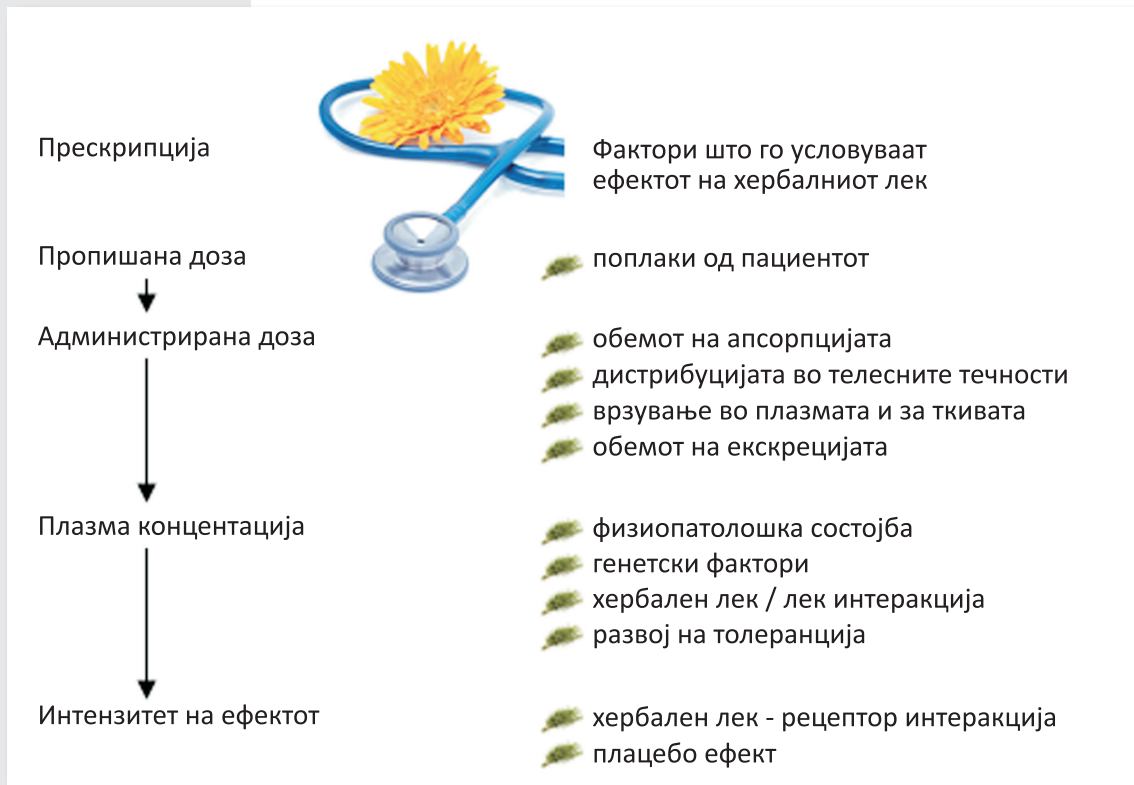 Прескрипција
Фактори што го условуваат
ефектот на хербалниот лек
Пропишана доза
поплаки од пациентот
Администрирана доза
обемот на апсорпцијата
дистрибуцијата во телесните течности
врзување во плазмата и за ткивата
обемот на екскрецијата
Плазма концентација
физиопатолошка состојба
генетски фактори
хербален лек / лек интеракција
развој на толеранција
Интензитет на ефектот
хербален лек - рецептор интеракција
плацебо ефект